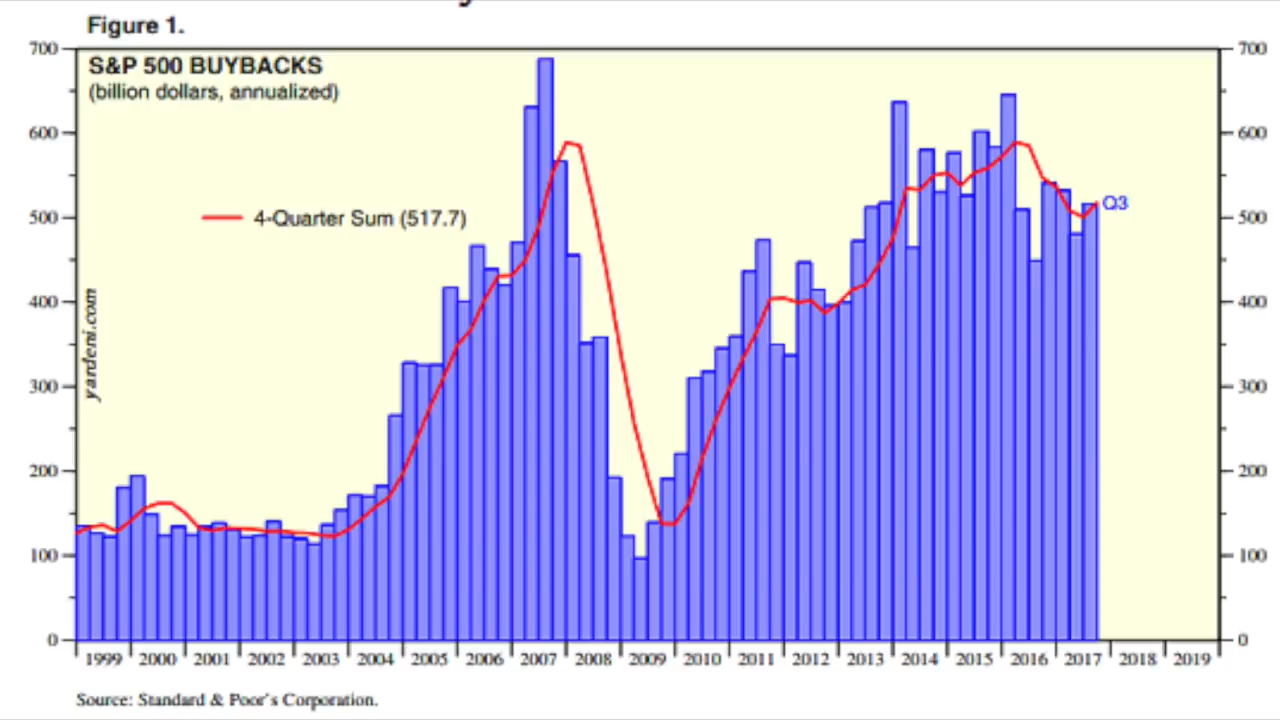 Figure 1.
S&P 500 BUYBACKS
(billion dollars, annualized)
4-Quarter Sum (517.7)
Q3
yardeni.com
700
600
500
400
300
200
100
0
700
600
500
400
300
200
100
0
1999 2000 2001 2002 2003 2004 2005 2006 2007 2008 2009 2010 2011 2012 2013 2014 2015 2016 2017 2018 2019
Source: Standard & Poor's Corporation.